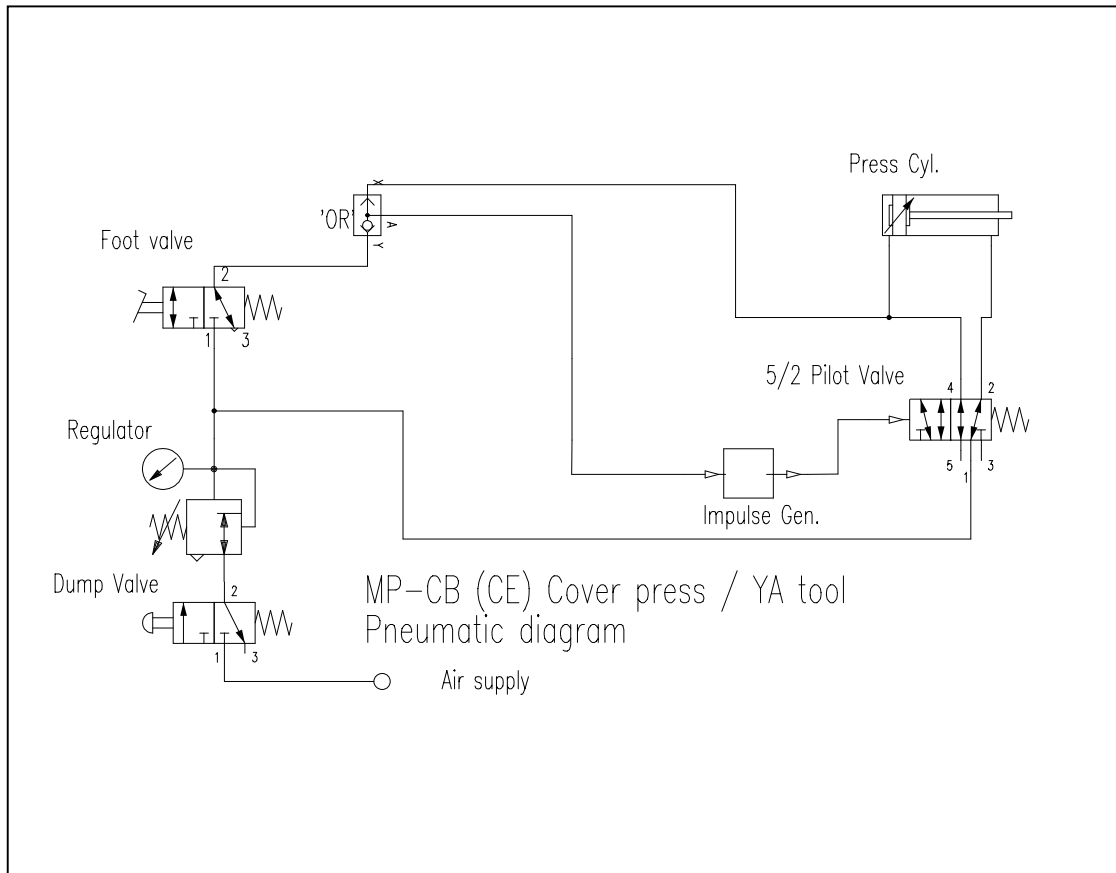 Press Cyl.
X
'OR'
A
Y
Foot valve
2
1 3
5/2 Pilot Valve
4 2
5 1 3
Regulator
Impulse Gen.
Dump Valve
2
1 3
MP-CB (CE) Cover press / YA tool
Pneumatic diagram
Air supply